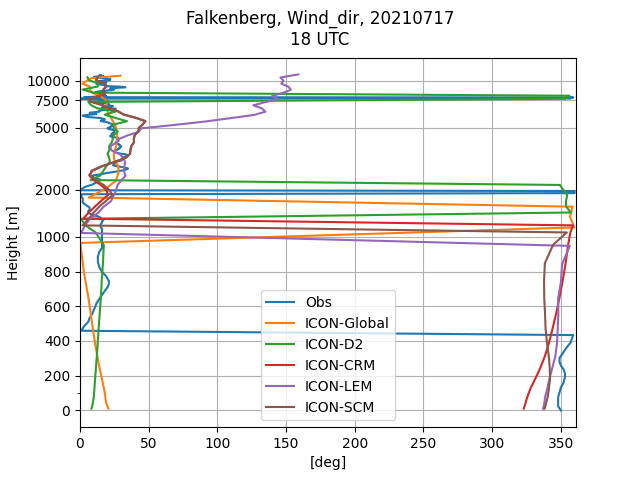 Falkenberg, Wind_dir, 20210717
18 UTC
10000
7500
5000
2000
1000
800
600
400
200
0
Height [m]
Obs
ICON-Global
ICON-D2
ICON-CRM
ICON-LEM
ICON-SCM
0 50 100 150 200 250 300 350
[deg]